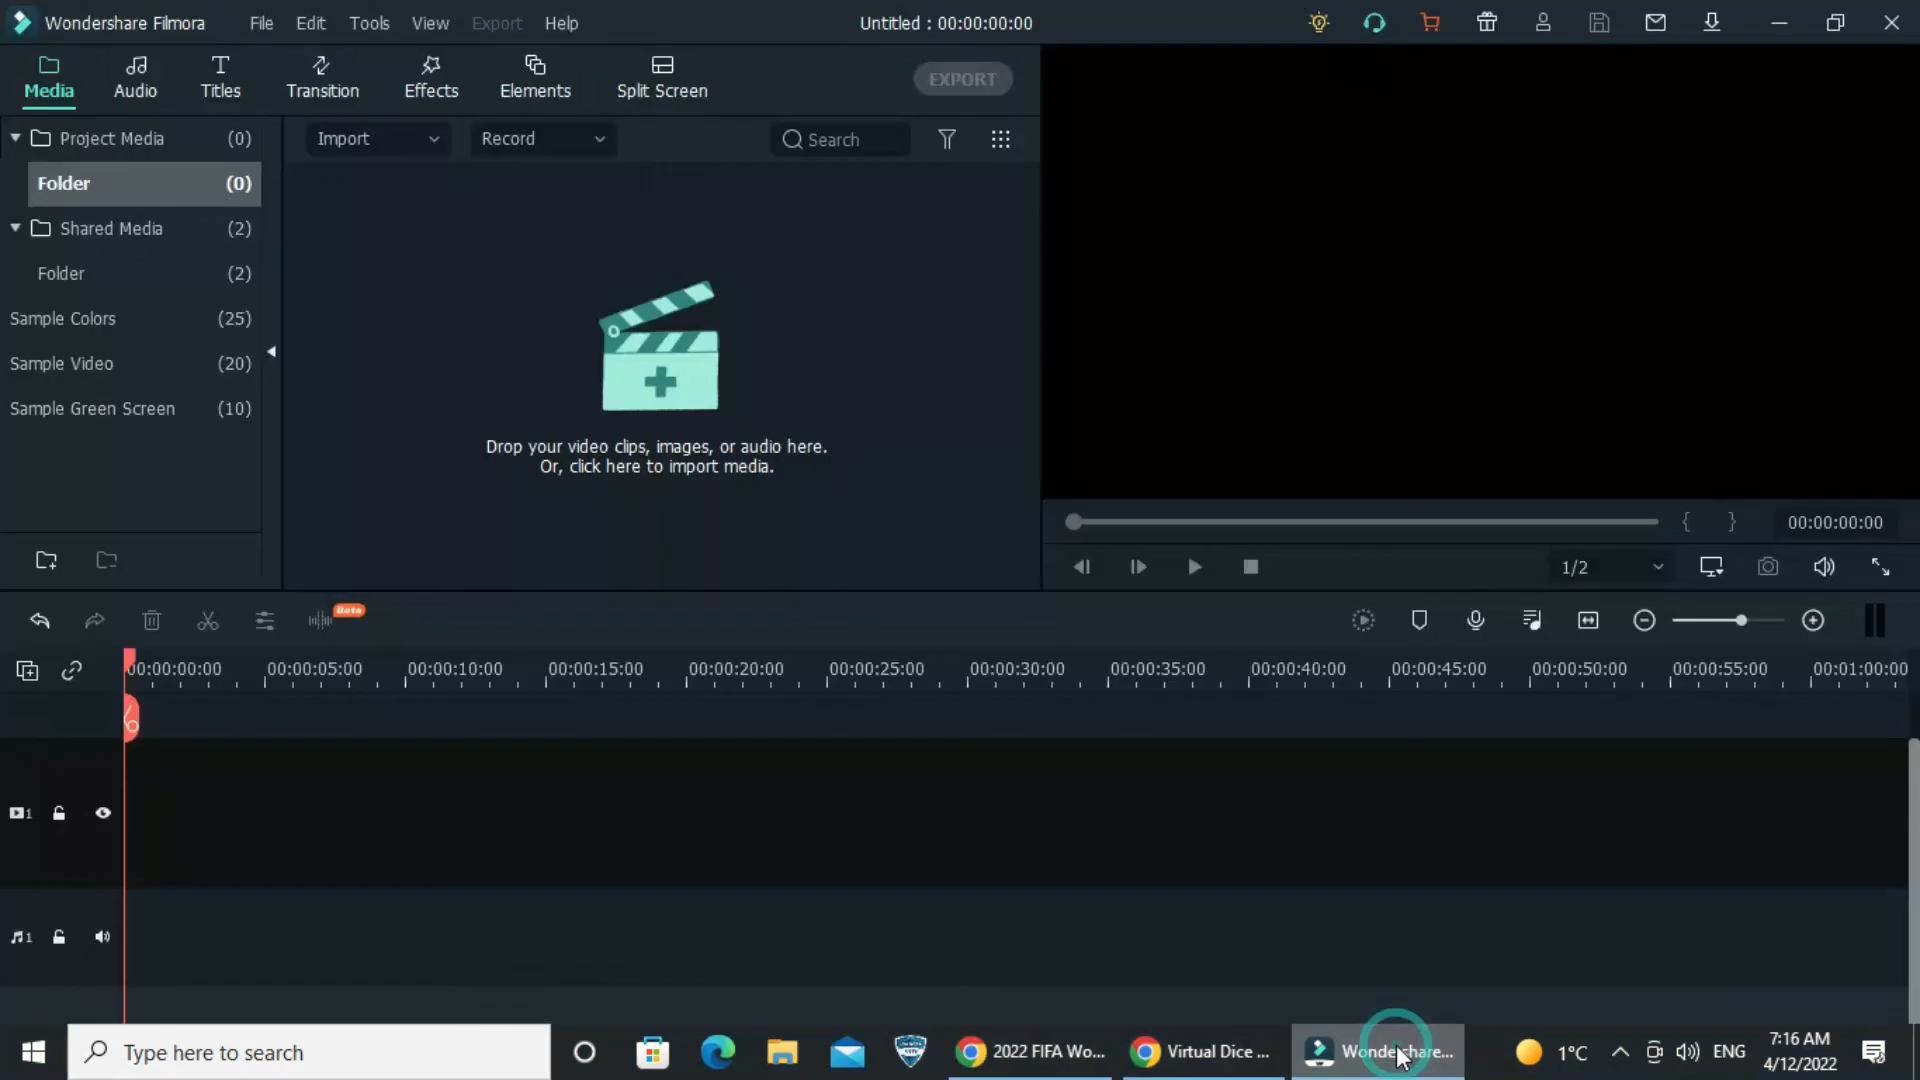 Wondershare Filmora
File Edit Tools View Export Help
Untitled : 00:00:00:00
Media Audio Titles Transition Effects Elements Split Screen
EXPORT
Project Media (0)
Folder (0)
Shared Media (2)
Folder (2)
Sample Colors (25)
Sample Video (20)
Sample Green Screen (10)
Import Record Search
Drop your video clips, images, or audio here.
Or, click here to import media.
{ } 00:00:00:00
1/2
Beta
00:00:00:00 00:00:05:00 00:00:10:00 00:00:15:00 00:00:20:00 00:00:25:00 00:00:30:00 00:00:35:00 00:00:40:00 00:00:45:00 00:00:50:00 00:00:55:00 00:01:00:00
1
1
Type here to search
2022 FIFA Wo...
Virtual Dice ...
Wondershare...
1°C
ENG
7:16 AM
4/12/2022